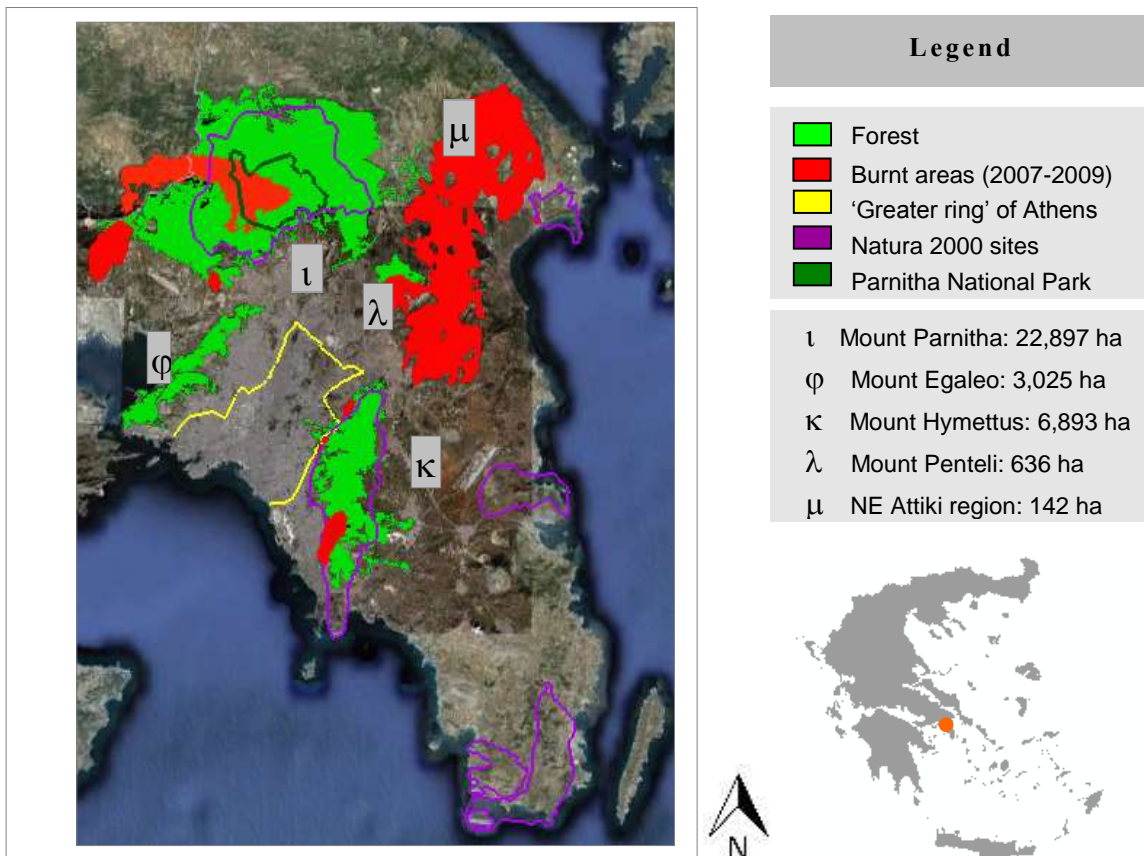 μ
ι
λ
φ
κ
Legend
Forest
Burnt areas (2007-2009)
‘Greater ring’ of Athens
Natura 2000 sites
Parnitha National Park
ι Mount Parnitha: 22,897 ha
φ Mount Egaleo: 3,025 ha
κ Mount Hymettus: 6,893 ha
λ Mount Penteli: 636 ha
μ NE Attiki region: 142 ha
N